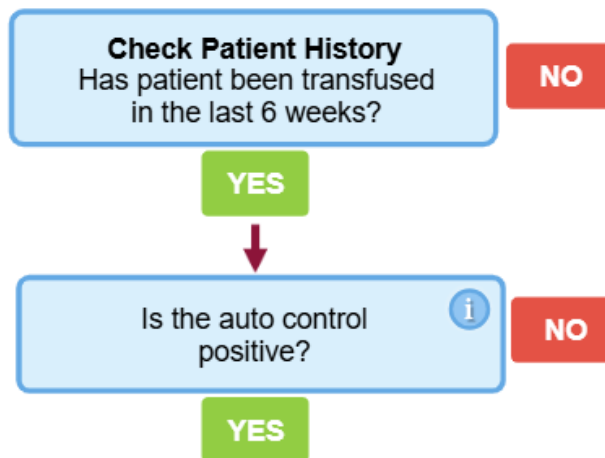 Check Patient History
Has patient been transfused
in the last 6 weeks?
NO
YES
Is the auto control
positive?
i
NO
YES